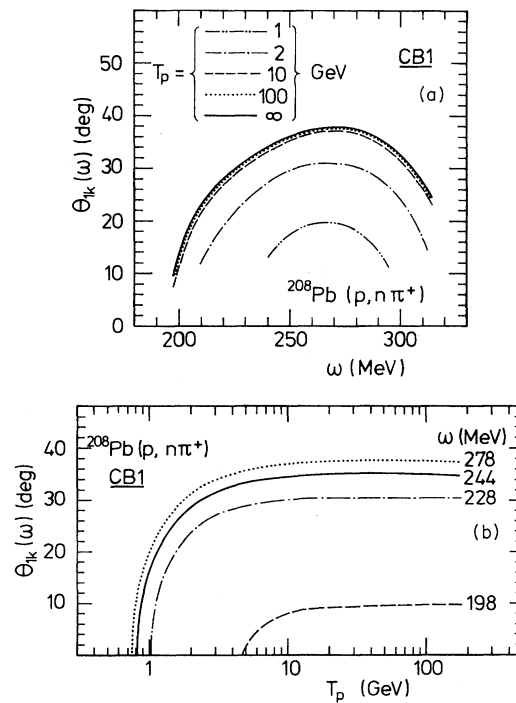 60
50
40
30
20
10
0
θ1k(ω) (deg)
Tp =
1
2
10
100
∞
GeV
CB1
(a)
208Pb (p, nπ+)
200
250
300
ω (MeV)
208Pb (p, nπ+)
CB1
40
30
20
10
θ1k(ω) (deg)
ω (MeV)
278
244
228
(b)
198
1
10
100
Tp (GeV)